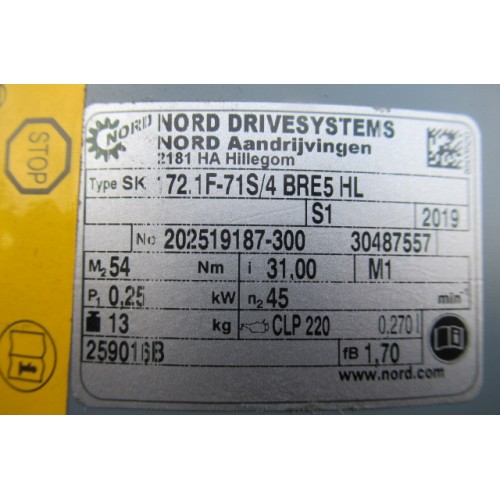 STOP
NORD NORD DRIVESYSTEMS
NORD Aandrijvingen
2181 HA Hillegom
Type SK 172.1F-71S/4 BRE5 HL
S1 2019
No 202519187-300 30487557
M2 54 Nm i 31,00 M1
P1 0,25 kW n2 45 min-1
13 kg CLP 220 0,270 l
259016B fB 1,70
www.nord.com